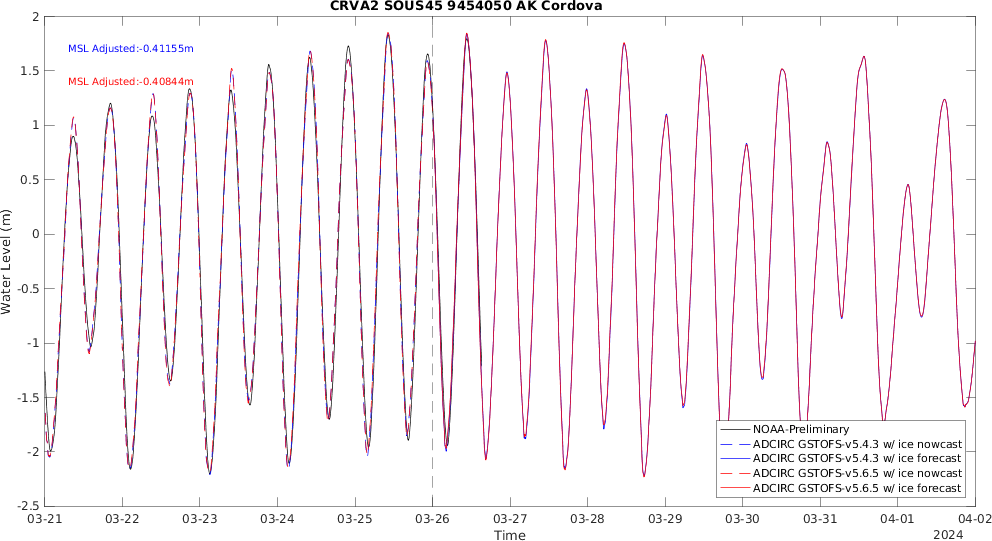 CRVA2 SOUS45 9454050 AK Cordova
MSL Adjusted:-0.41155m
MSL Adjusted:-0.40844m
Water Level (m)
2
1.5
1
0.5
0
-0.5
-1
-1.5
-2
-2.5
NOAA-Preliminary
ADCIRC GSTOFS-v5.4.3 w/ ice nowcast
ADCIRC GSTOFS-v5.4.3 w/ ice forecast
ADCIRC GSTOFS-v5.6.5 w/ ice nowcast
ADCIRC GSTOFS-v5.6.5 w/ ice forecast
03-21 03-22 03-23 03-24 03-25 03-26 03-27 03-28 03-29 03-30 03-31 04-01 04-02
Time
2024